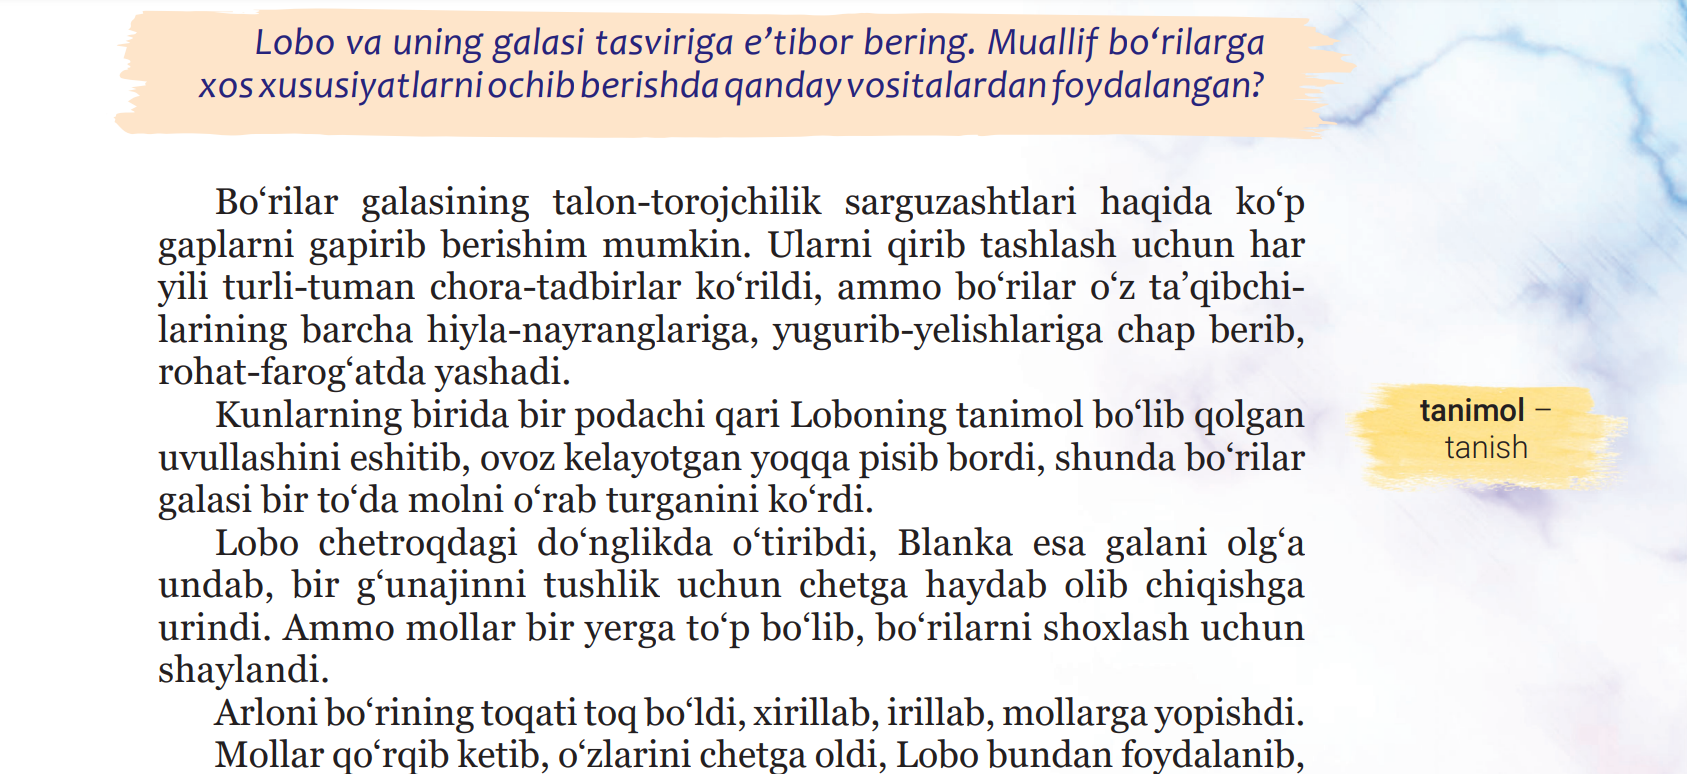 Lobo va uning galasi tasviriga e’tibor bering. Muallif bo‘rilarga
xos xususiyatlarni ochib berishda qanday vositalardan foydalangan?
Bo‘rilar galasining talon-torojchilik sarguzashtlari haqida ko‘p
gaplarni gapirib berishim mumkin. Ularni qirib tashlash uchun har
yili turli-tuman chora-tadbirlar ko‘rildi, ammo bo‘rilar o‘z ta’qibchi-
larining barcha hiyla-nayranglariga, yugurib-yelishlariga chap berib,
rohat-farog‘atda yashadi.
Kunlarning birida bir podachi qari Loboning tanimol bo‘lib qolgan
uvullashini eshitib, ovoz kelayotgan yoqqa pisib bordi, shunda bo‘rilar
galasi bir to‘da molni o‘rab turganini ko‘rdi.
Lobo chetroqdagi do‘nglikda o‘tiribdi, Blanka esa galani olg‘a
undab, bir g‘unajinni tushlik uchun chetga haydab olib chiqishga
urindi. Ammo mollar bir yerga to‘p bo‘lib, bo‘rilarni shoxlash uchun
shaylandi.
Arloni bo‘rining toqati toq bo‘ldi, xirillab, irillab, mollarga yopishdi.
Mollar qo‘rqib ketib, o‘zlarini chetga oldi, Lobo bundan foydalanib,
tanimol –
tanish